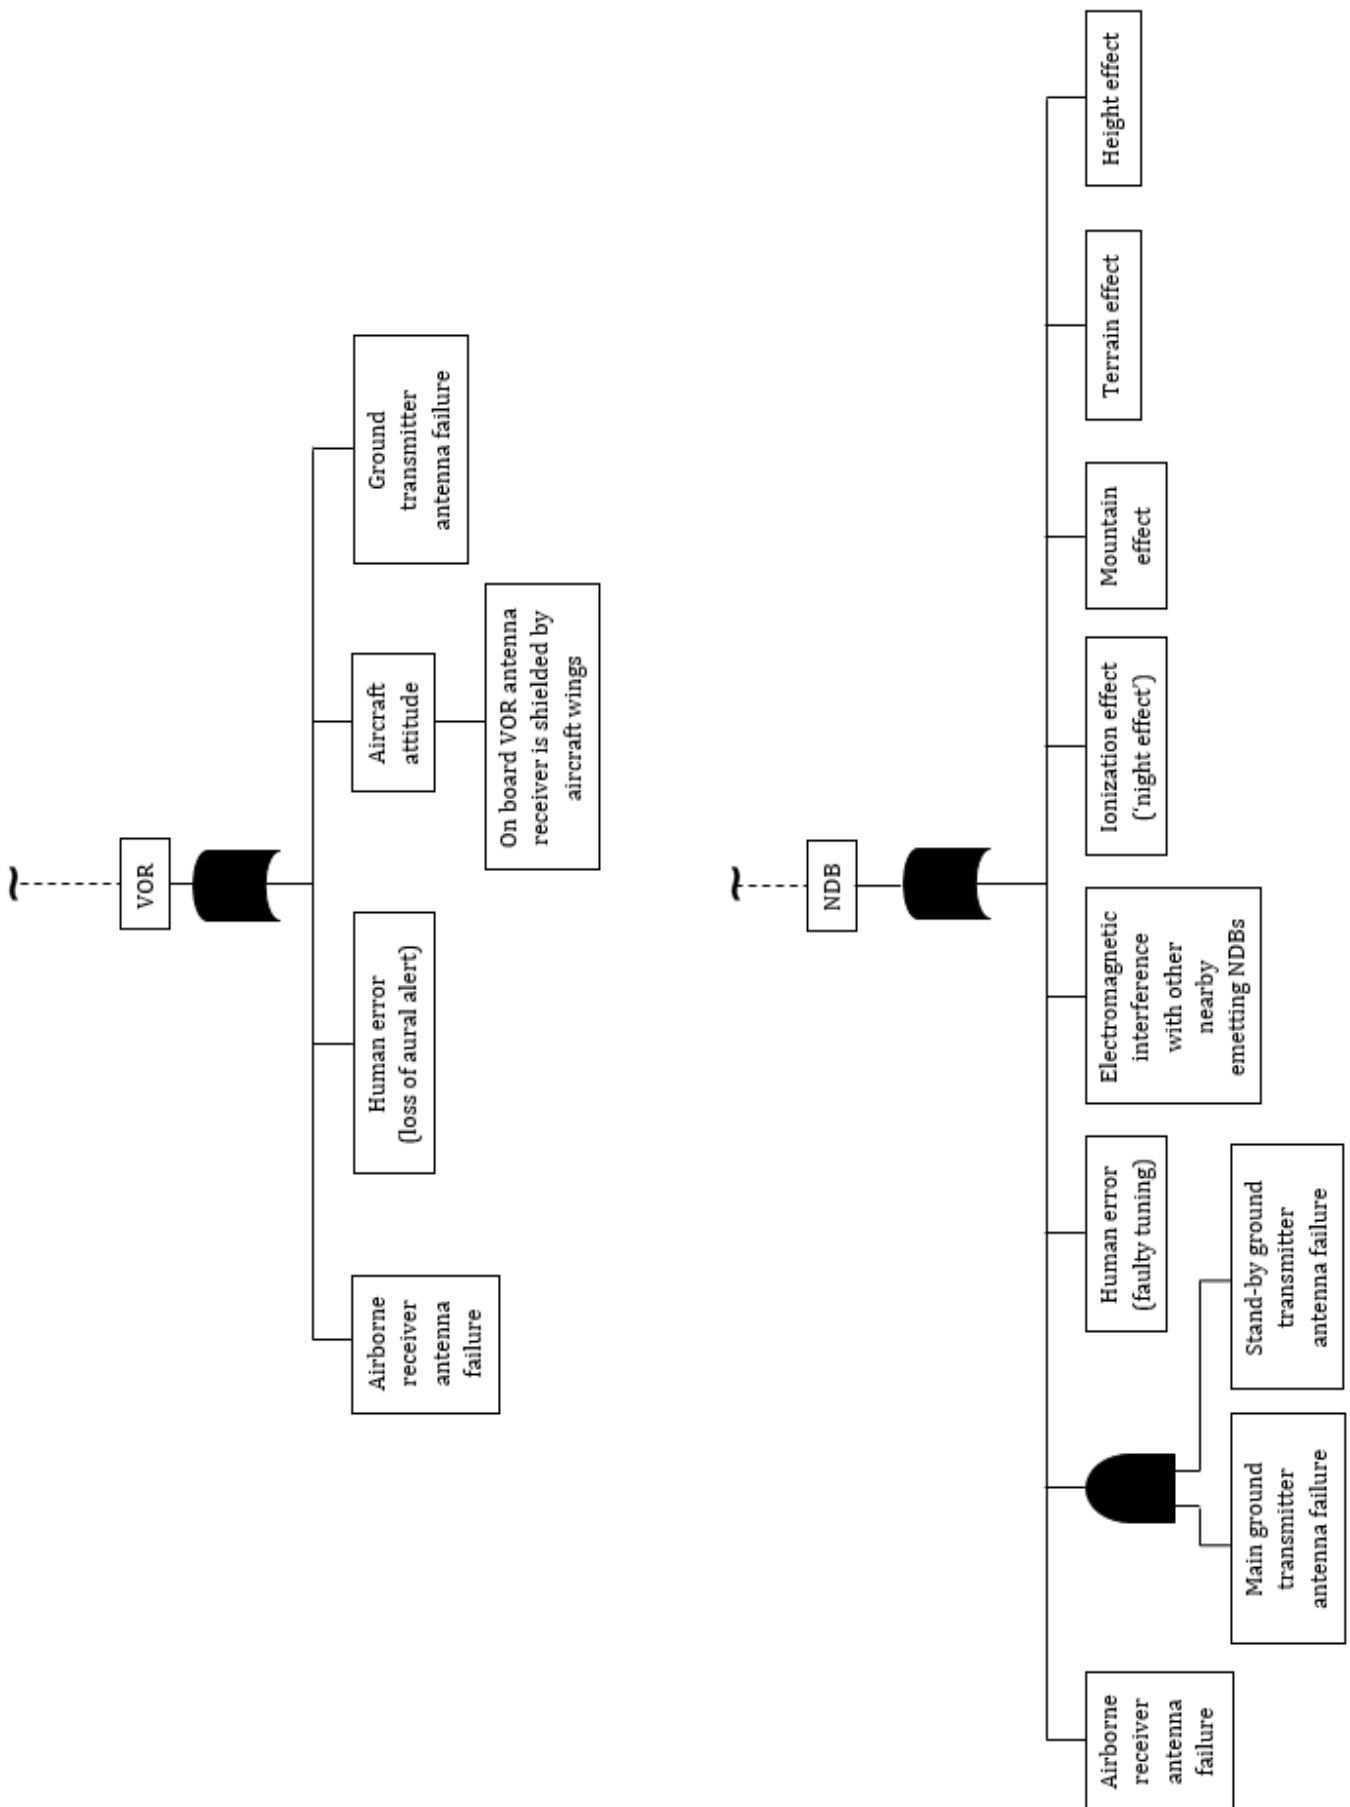 VOR
Airborne
receiver
antenna
failure
Human error
(loss of aural alert)
Aircraft
attitude
On board VOR antenna
receiver is shielded by
aircraft wings
Ground
transmitter
antenna failure
NDB
Airborne
receiver
antenna
failure
Main ground
transmitter
antenna failure
Stand-by ground
transmitter
antenna failure
Human error
(faulty tuning)
Electromagnetic
interference
with other
nearby
emetting NDBs
Ionization effect
('night effect')
Mountain
effect
Terrain effect
Height effect